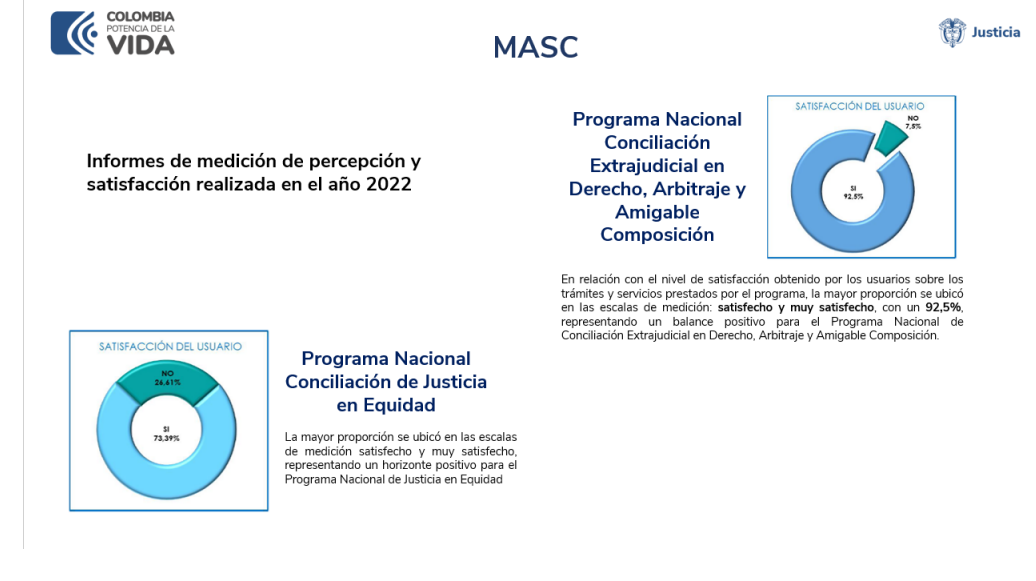 COLOMBIA
POTENCIA DE LA
VIDA
MASC
Justicia
Informes de medición de percepción y
satisfacción realizada en el año 2022
Programa Nacional
Conciliación
Extrajudicial en
Derecho, Arbitraje y
Amigable
Composición
SATISFACCIÓN DEL USUARIO
NO
7,5%
SI
92,5%
En relación con el nivel de satisfacción obtenido por los usuarios sobre los
trámites y servicios prestados por el programa, la mayor proporción se ubicó
en las escalas de medición: satisfecho y muy satisfecho, con un 92,5%,
representando un balance positivo para el Programa Nacional de
Conciliación Extrajudicial en Derecho, Arbitraje y Amigable Composición.
SATISFACCIÓN DEL USUARIO
NO
26,61%
SI
73,39%
Programa Nacional
Conciliación de Justicia
en Equidad
La mayor proporción se ubicó en las escalas
de medición satisfecho y muy satisfecho,
representando un horizonte positivo para el
Programa Nacional de Justicia en Equidad